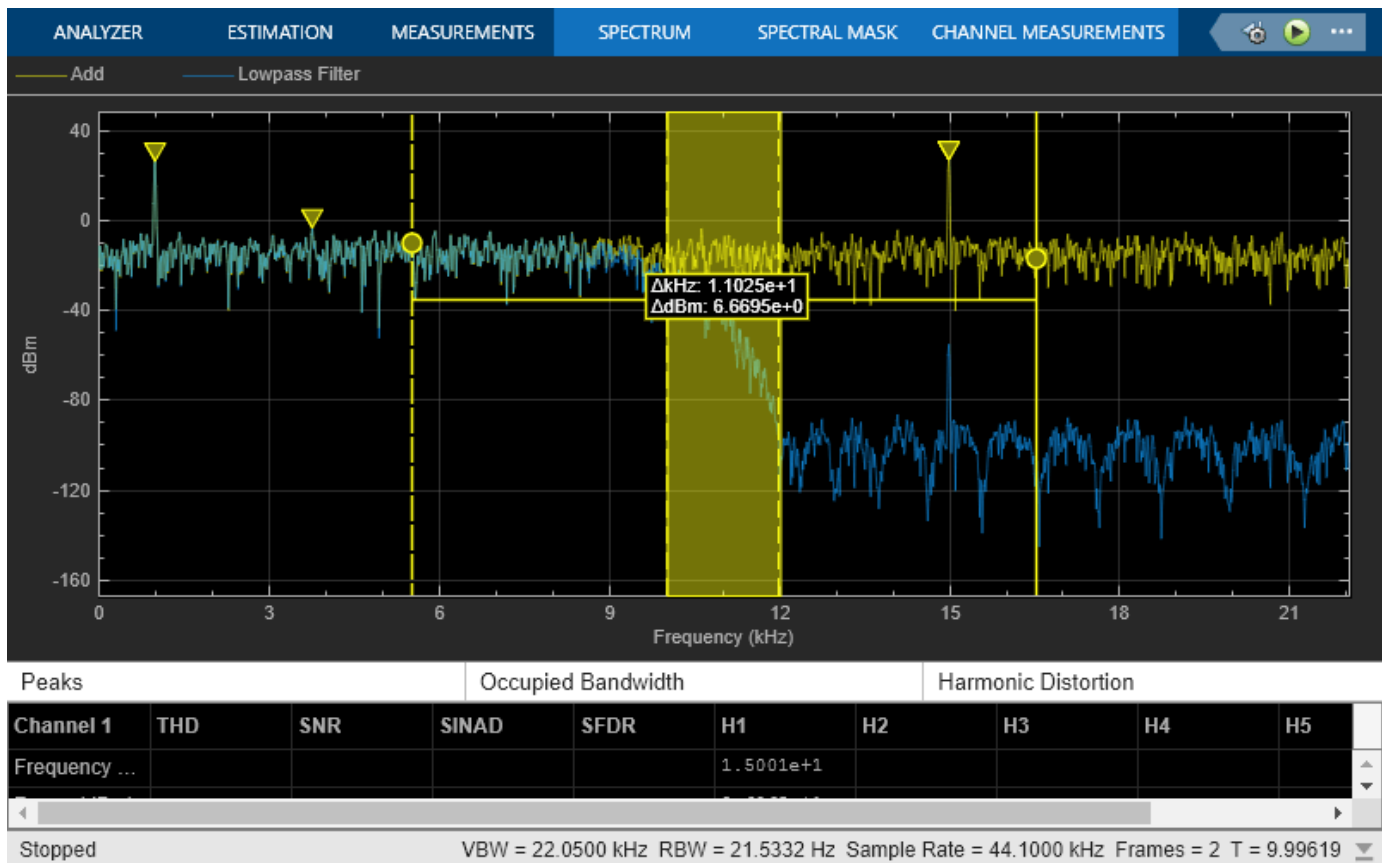 ANALYZER ESTIMATION MEASUREMENTS SPECTRUM SPECTRAL MASK CHANNEL MEASUREMENTS ...
Add Lowpass Filter
40
0
-40
-80
-120
-160
dBm
ΔkHz: 1.1025e+1
ΔdBm: 6.6695e+0
0 3 6 9 12 15 18 21
Frequency (kHz)
Peaks Occupied Bandwidth Harmonic Distortion
Channel 1 THD SNR SINAD SFDR H1 H2 H3 H4 H5
Frequency ... 1.5001e+1
Stopped VBW = 22.0500 kHz RBW = 21.5332 Hz Sample Rate = 44.1000 kHz Frames = 2 T = 9.99619